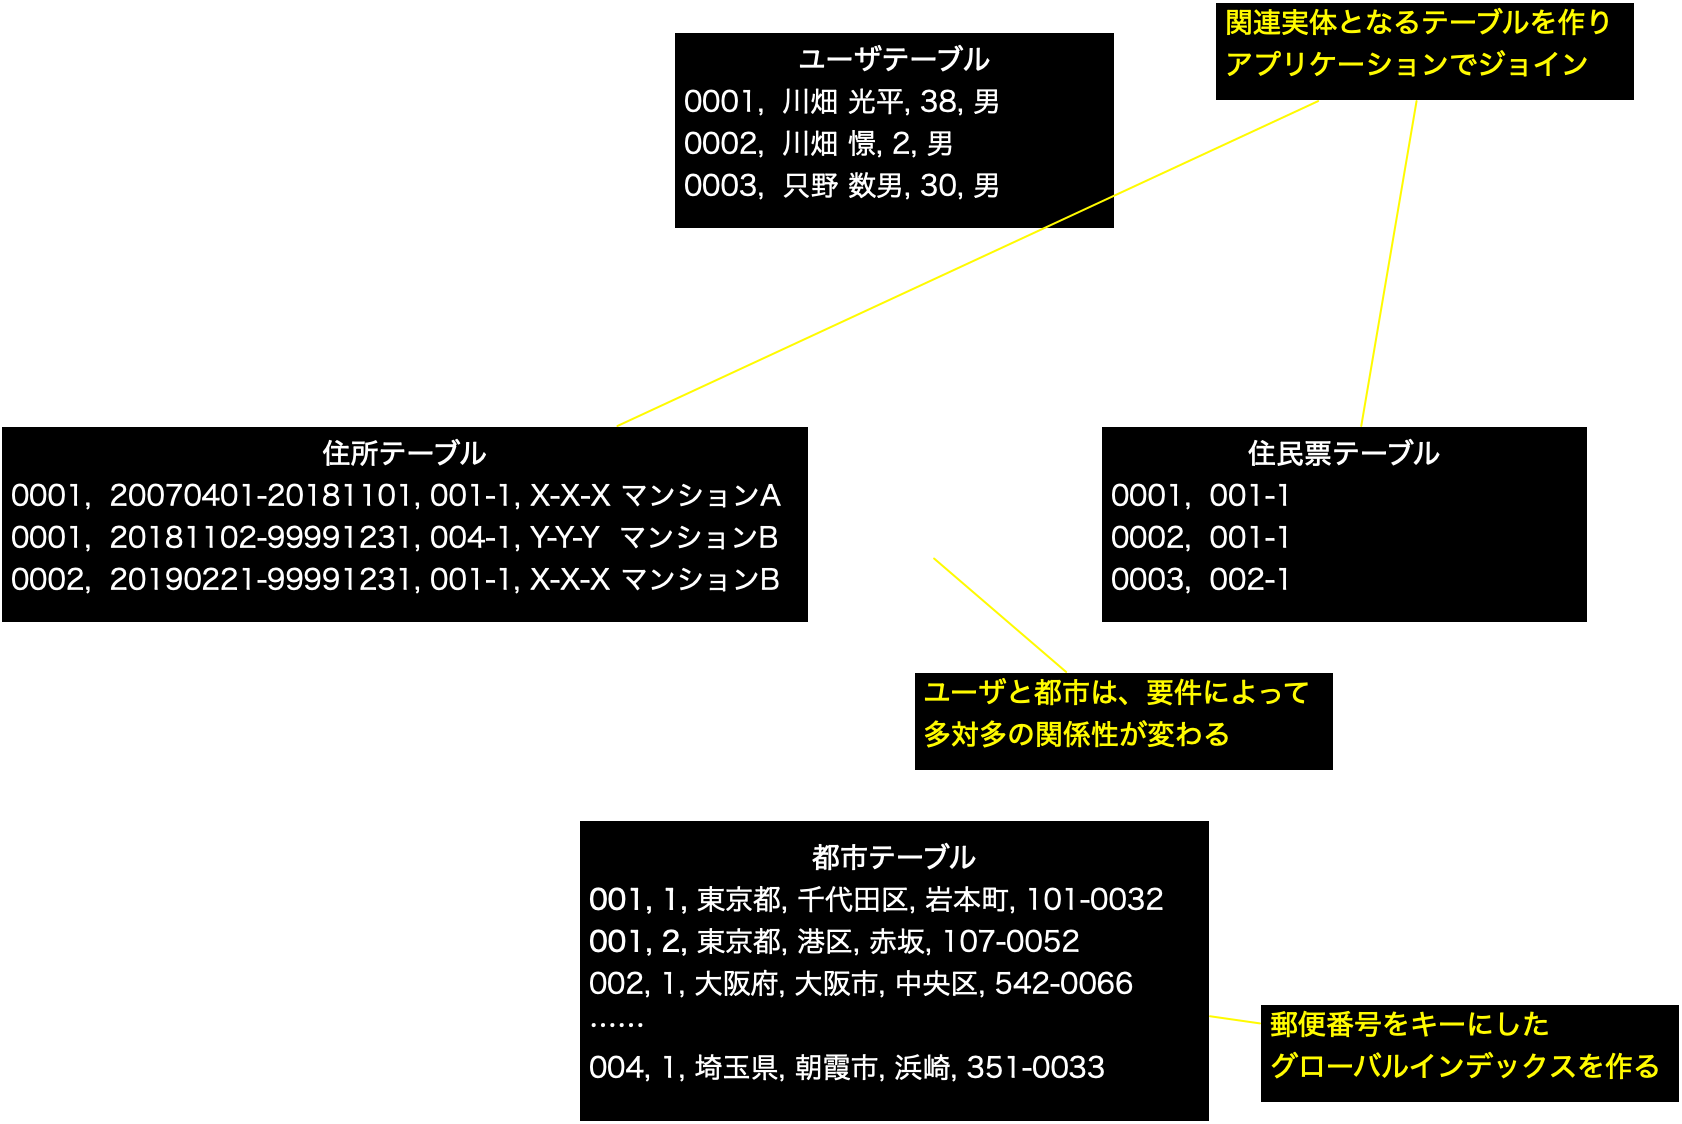 関連実体となるテーブルを作り
アプリケーションでジョイン
ユーザテーブル
0001, 川畑 光平, 38, 男
0002, 川畑 憬, 2, 男
0003, 只野 数男, 30, 男
住所テーブル
0001, 20070401-20181101, 001-1, X-X-X マンションA
0001, 20181102-99991231, 004-1, Y-Y-Y マンションB
0002, 20190221-99991231, 001-1, X-X-X マンションB
住民票テーブル
0001, 001-1
0002, 001-1
0003, 002-1
ユーザと都市は、要件によって
多対多の関係性が変わる
都市テーブル
001, 1, 東京都, 千代田区, 岩本町, 101-0032
001, 2, 東京都, 港区, 赤坂, 107-0052
002, 1, 大阪府, 大阪市, 中央区, 542-0066
……
004, 1, 埼玉県, 朝霞市, 浜崎, 351-0033
郵便番号をキーにした
グローバルインデックスを作る